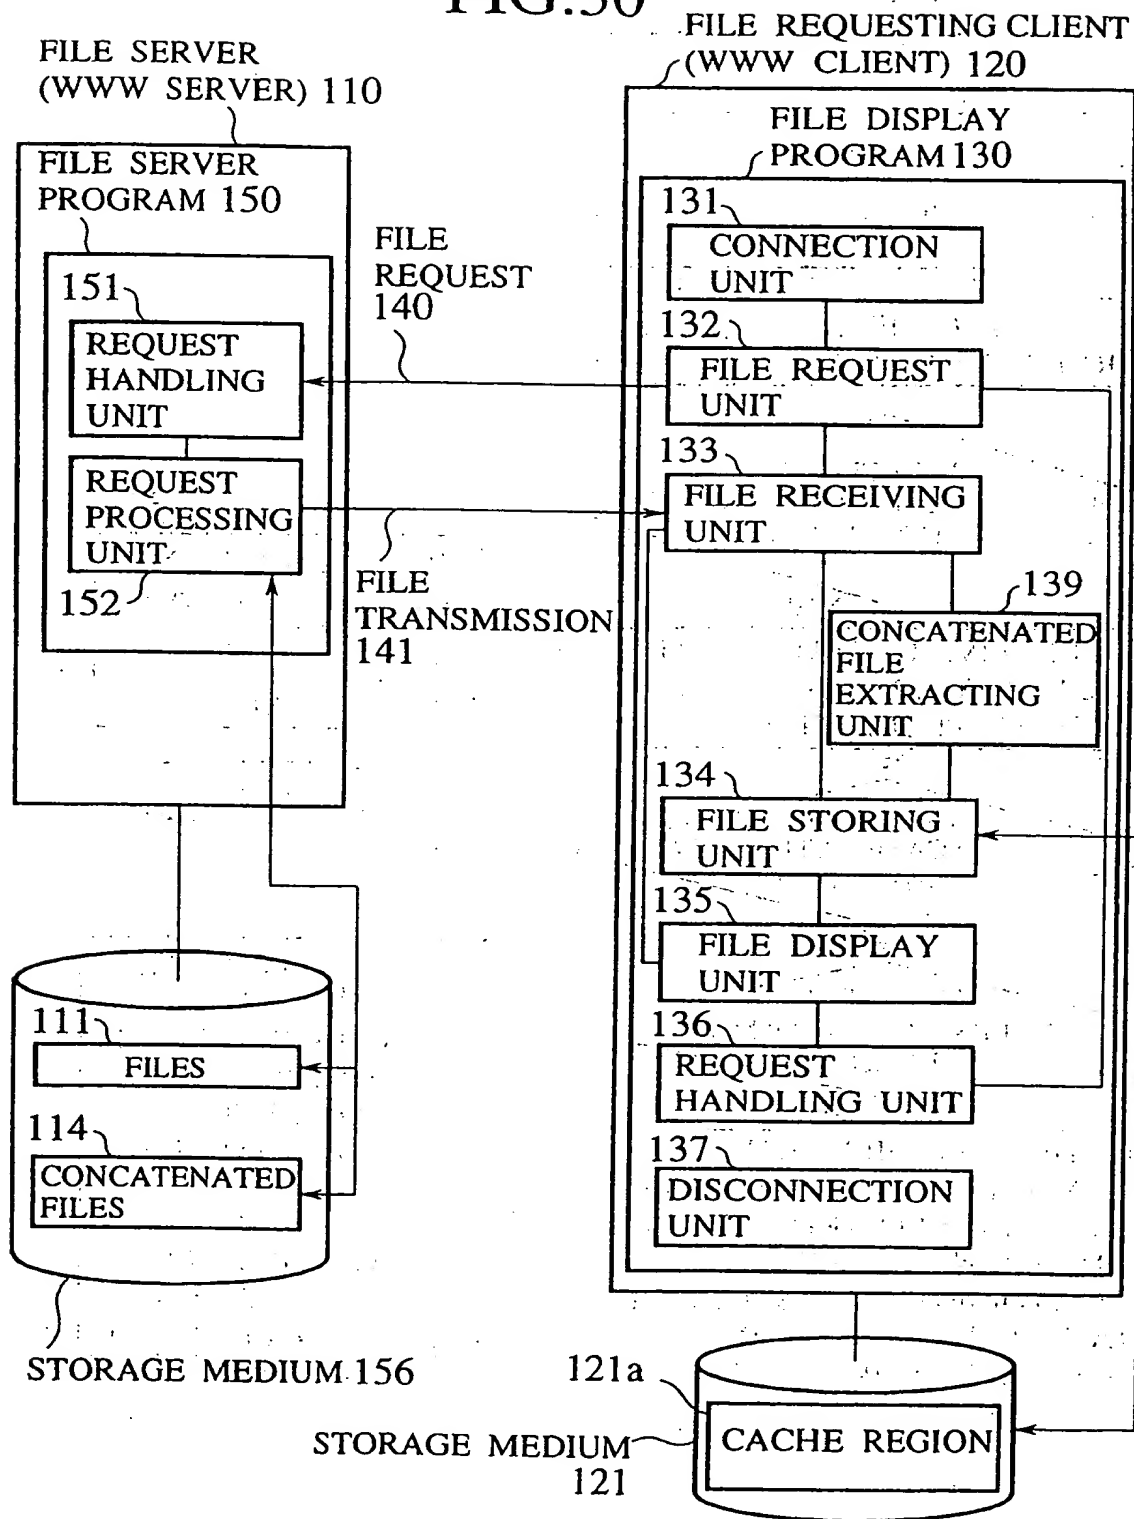 FIG.30
FILE SERVER
(WWW SERVER) 110
FILE SERVER
PROGRAM 150
151
REQUEST
HANDLING
UNIT
REQUEST
PROCESSING
UNIT
152
FILE
REQUEST
140
FILE
TRANSMISSION
141
111
FILES
114
CONCATENATED
FILES
STORAGE MEDIUM 156
FILE REQUESTING CLIENT
(WWW CLIENT) 120
FILE DISPLAY
PROGRAM 130
131
CONNECTION
UNIT
132
FILE REQUEST
UNIT
133
FILE RECEIVING
UNIT
139
CONCATENATED
FILE
EXTRACTING
UNIT
134
FILE STORING
UNIT
135
FILE DISPLAY
UNIT
136
REQUEST
HANDLING UNIT
137
DISCONNECTION
UNIT
121a
CACHE REGION
STORAGE MEDIUM
121